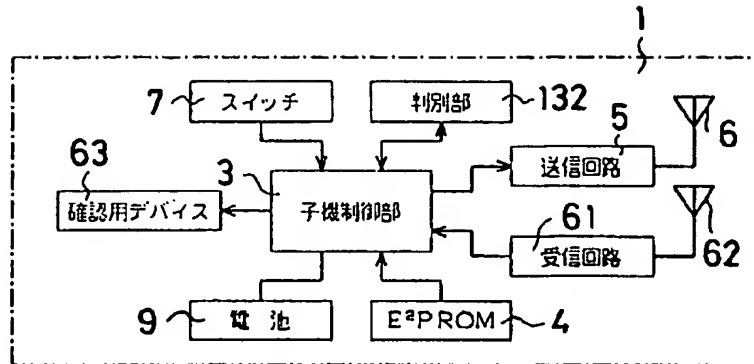 1
7 スイッチ
判別部 132
5
6
送信回路
63
確認用デバイス
3
子機制御部
61
受信回路
62
9 電池
E²PROM 4